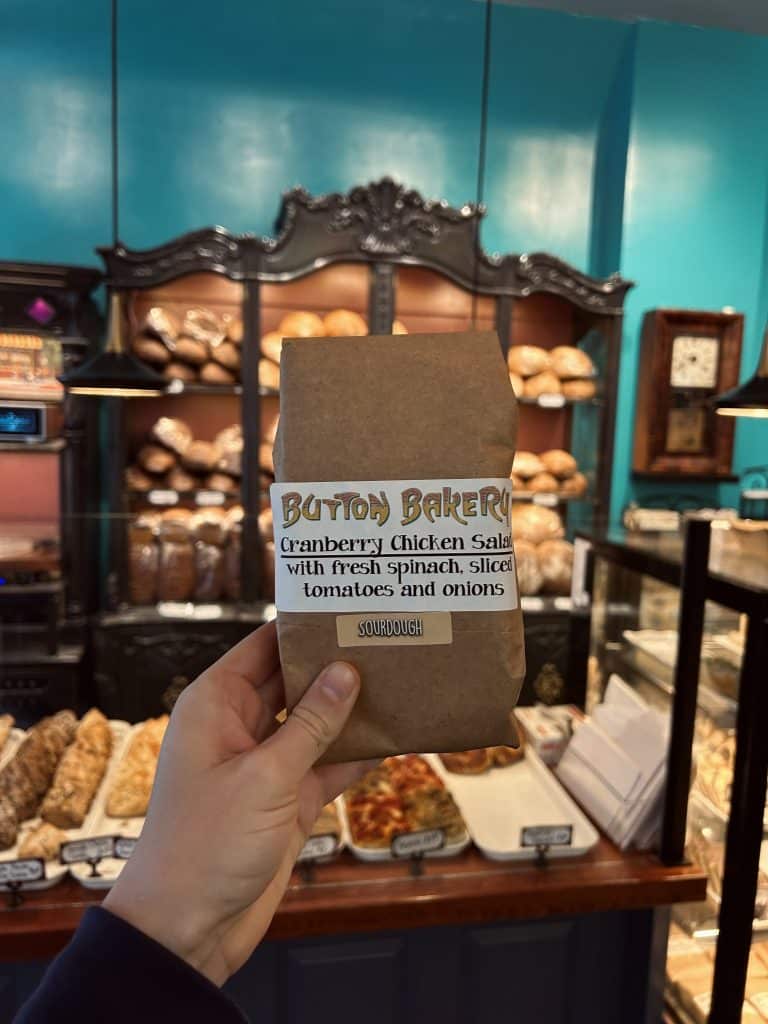 Button Bakery
Cranberry Chicken Salad
with fresh spinach, sliced
tomatoes and onions
SOURDOUGH